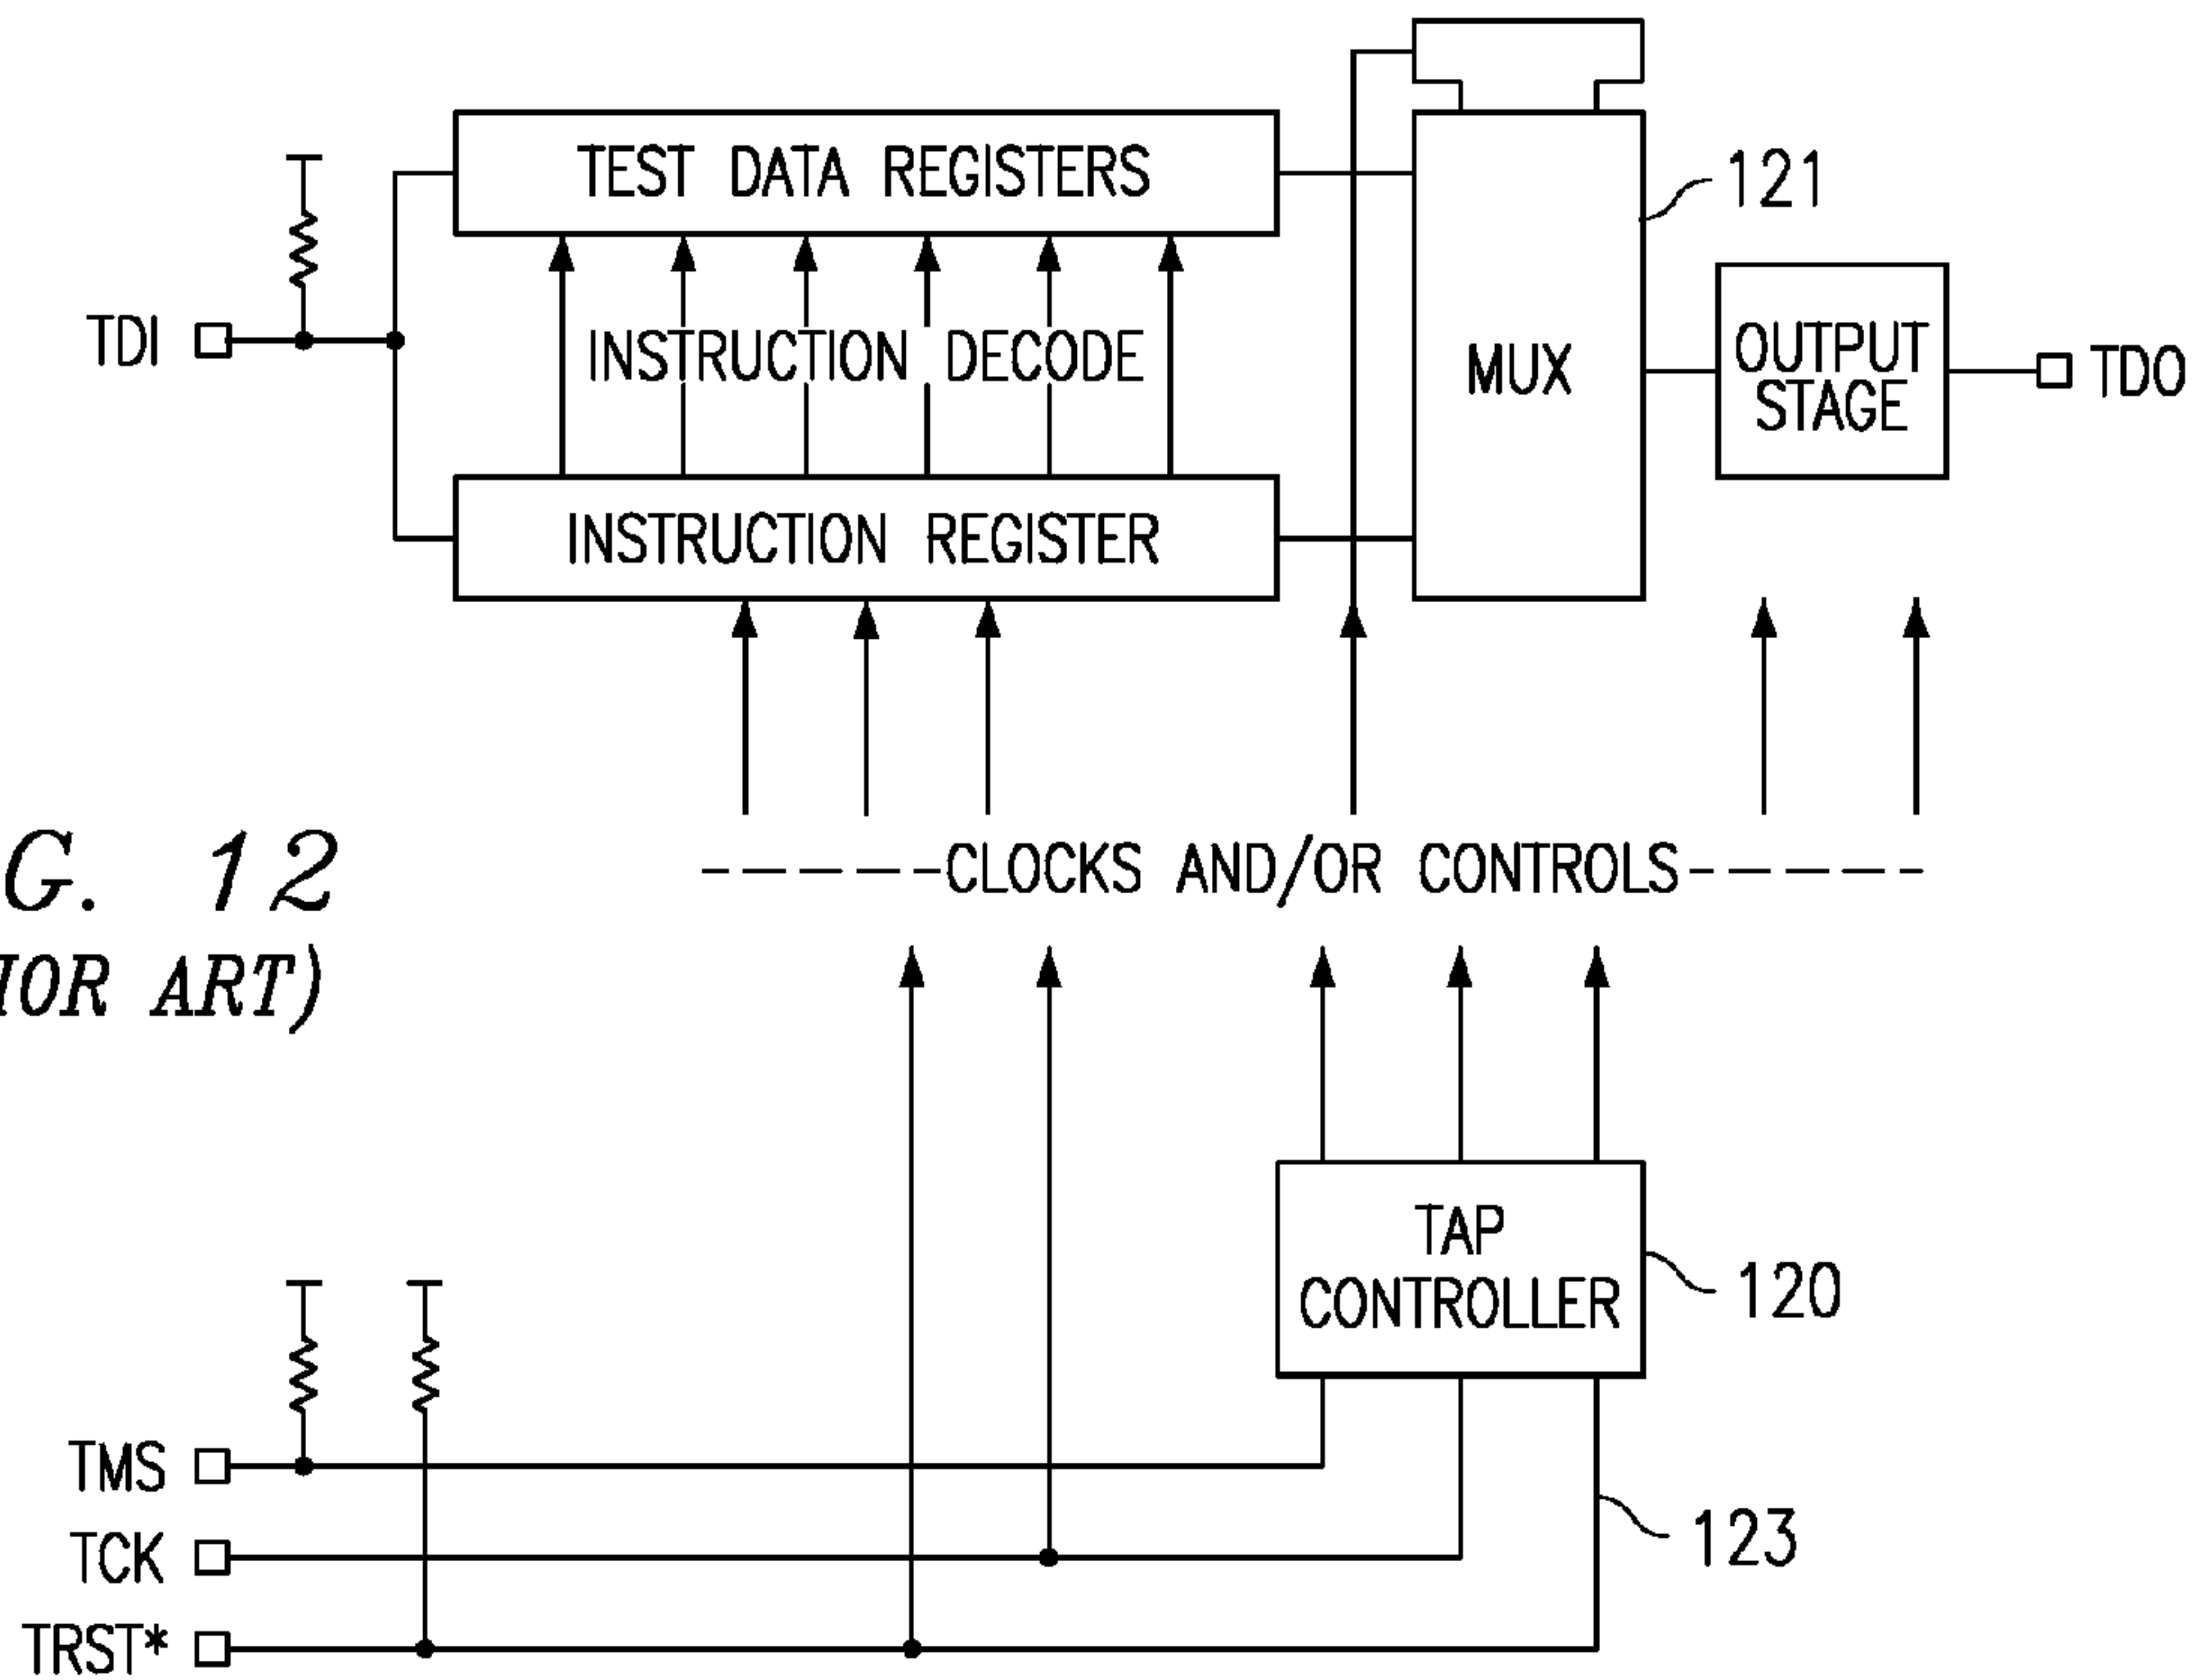 TEST DATA REGISTERS
121
TDI
INSTRUCTION DECODE
MUX
OUTPUT
STAGE
TDO
INSTRUCTION REGISTER
G. 12
IOR ART)
CLOCKS AND/OR CONTROLS
TAP
CONTROLLER
120
TMS
TCK
123
TRST*